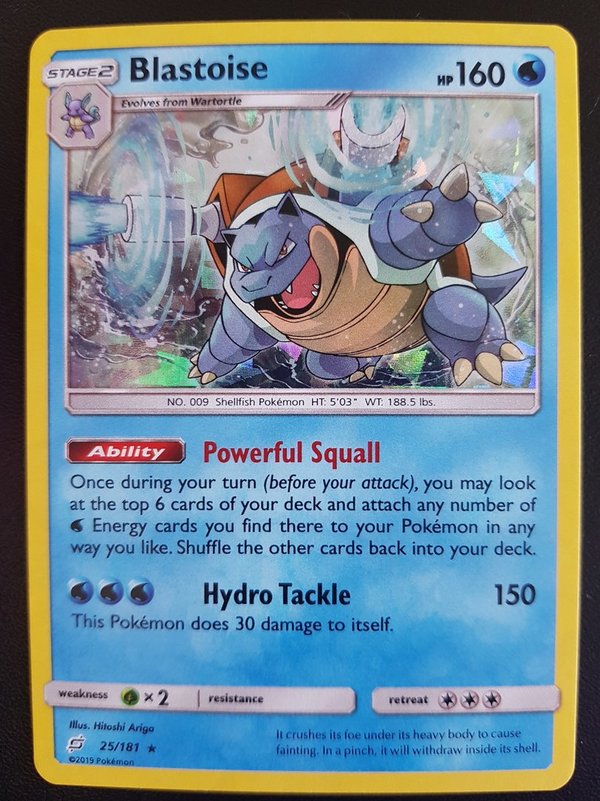 STAGE 2 Blastoise HP 160
Evolves from Wartortle
NO. 009 Shellfish Pokémon HT: 5'03" WT: 188.5 lbs.
Ability Powerful Squall
Once during your turn (before your attack), you may look
at the top 6 cards of your deck and attach any number of
Energy cards you find there to your Pokémon in any
way you like. Shuffle the other cards back into your deck.
Hydro Tackle 150
This Pokémon does 30 damage to itself.
weakness ×2 resistance retreat
Illus. Hitoshi Ariga
25/181
It crushes its foe under its heavy body to cause
fainting. In a pinch, it will withdraw inside its shell.
©2019 Pokémon